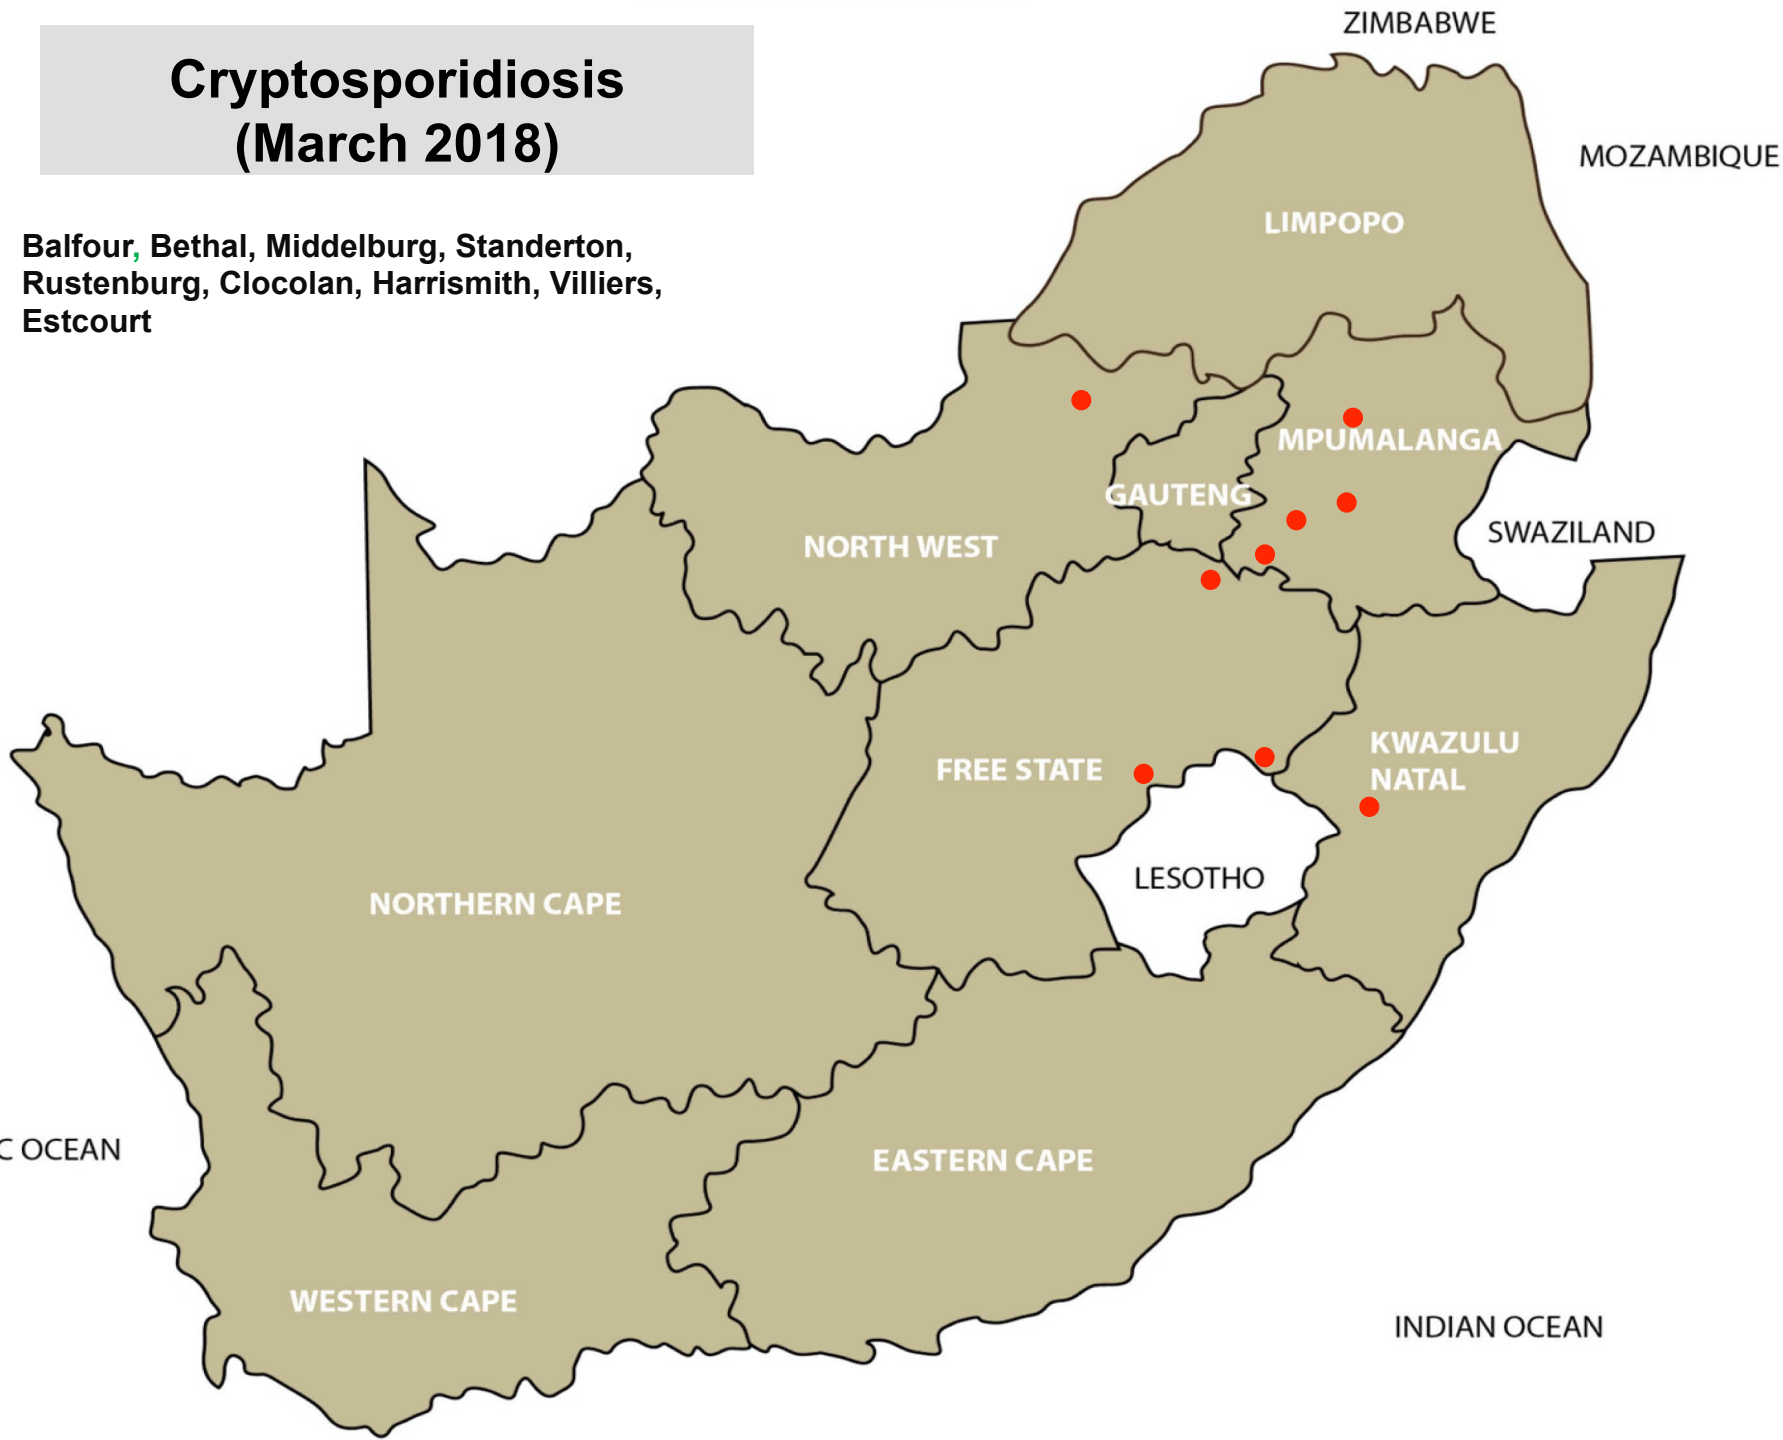 Cryptosporidiosis
(March 2018)
Balfour, Bethal, Middelburg, Standerton,
Rustenburg, Clocolan, Harrismith, Villiers,
Estcourt
ZIMBABWE
MOZAMBIQUE
LIMPOPO
MPUMALANGA
GAUTENG
SWAZILAND
NORTH WEST
KWAZULU
NATAL
FREE STATE
LESOTHO
NORTHERN CAPE
C OCEAN
EASTERN CAPE
WESTERN CAPE
INDIAN OCEAN